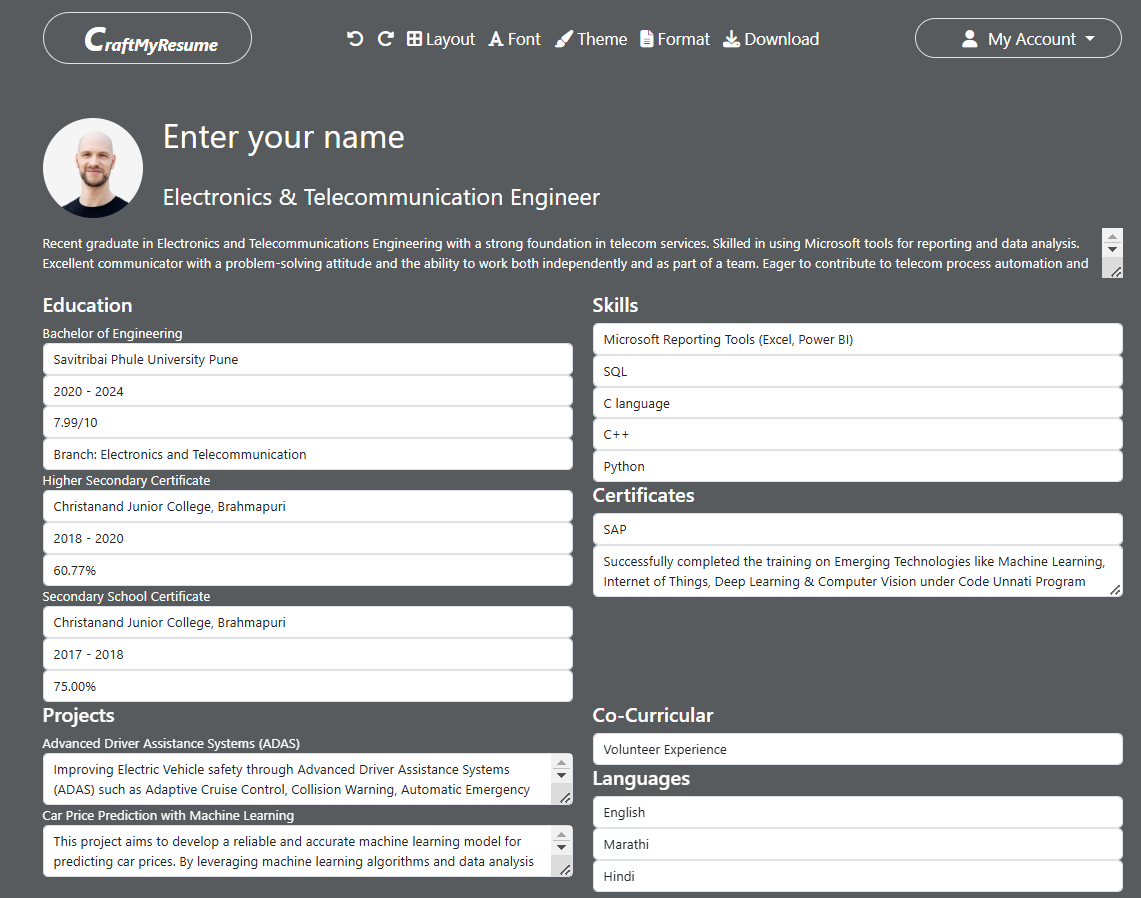 CraftMyResume
Layout Font Theme Format Download
My Account
Enter your name
Electronics & Telecommunication Engineer
Recent graduate in Electronics and Telecommunications Engineering with a strong foundation in telecom services. Skilled in using Microsoft tools for reporting and data analysis.
Excellent communicator with a problem-solving attitude and the ability to work both independently and as part of a team. Eager to contribute to telecom process automation and
Education
Bachelor of Engineering
Savitribai Phule University Pune
2020 - 2024
7.99/10
Branch: Electronics and Telecommunication
Higher Secondary Certificate
Christanand Junior College, Brahmapuri
2018 - 2020
60.77%
Secondary School Certificate
Christanand Junior College, Brahmapuri
2017 - 2018
75.00%
Projects
Advanced Driver Assistance Systems (ADAS)
Improving Electric Vehicle safety through Advanced Driver Assistance Systems
(ADAS) such as Adaptive Cruise Control, Collision Warning, Automatic Emergency
Car Price Prediction with Machine Learning
This project aims to develop a reliable and accurate machine learning model for
predicting car prices. By leveraging machine learning algorithms and data analysis
Skills
Microsoft Reporting Tools (Excel, Power BI)
SQL
C language
C++
Python
Certificates
SAP
Successfully completed the training on Emerging Technologies like Machine Learning,
Internet of Things, Deep Learning & Computer Vision under Code Unnati Program
Co-Curricular
Volunteer Experience
Languages
English
Marathi
Hindi